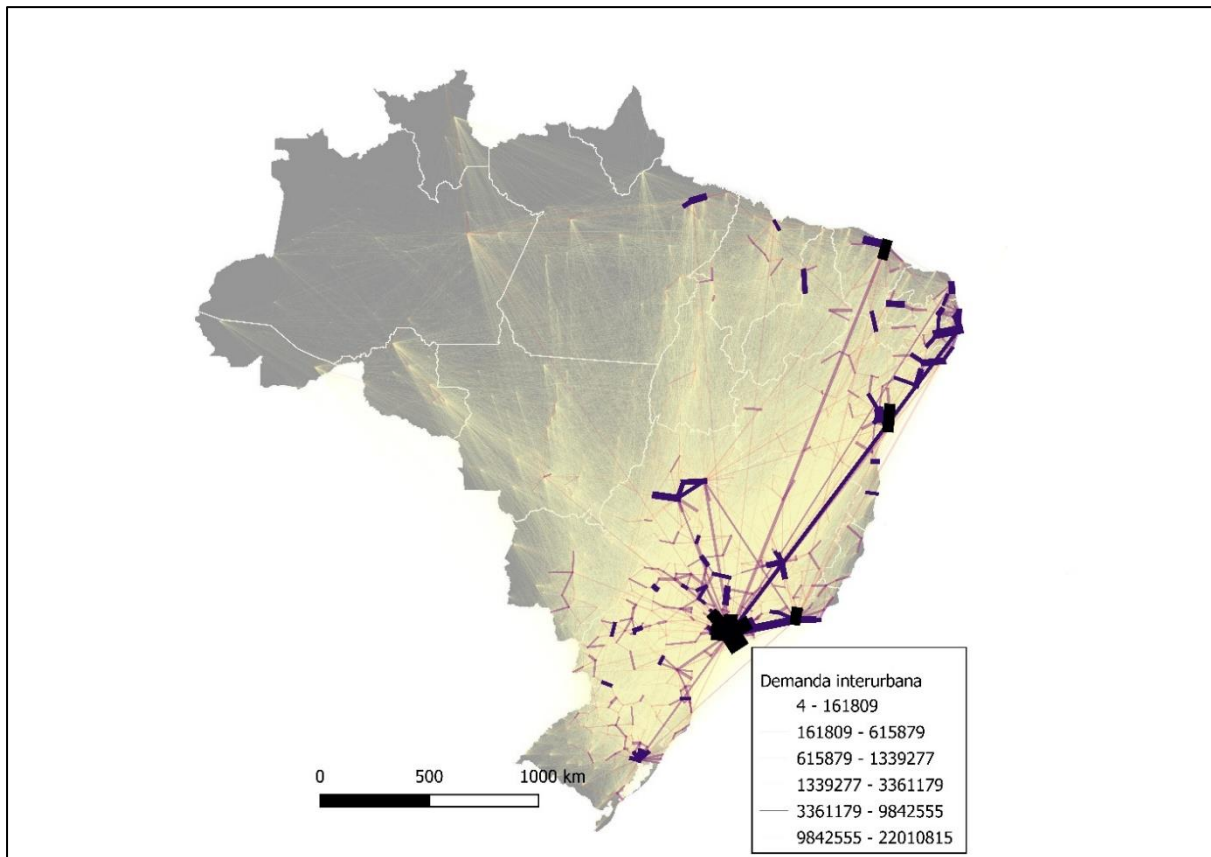 Demanda interurbana
4 - 161809
161809 - 615879
615879 - 1339277
1339277 - 3361179
3361179 - 9842555
9842555 - 22010815
0 500 1000 km